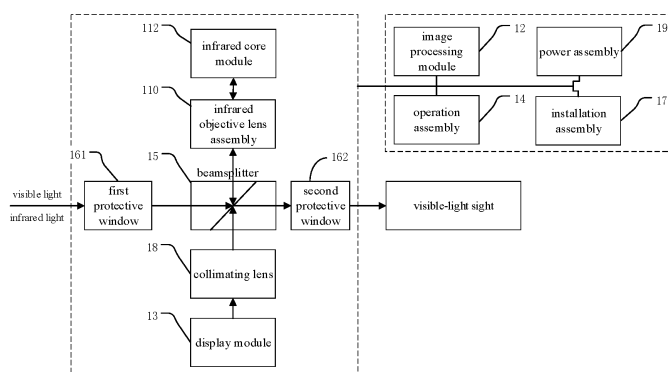 112
infrared core
module
110
infrared
objective lens
assembly
161
15
beamsplitter
162
visible light
infrared light
first
protective
window
second
protective
window
visible-light sight
18
collimating lens
13
display module
image
processing
module
12
power assembly
19
operation
assembly
14
installation
assembly
17